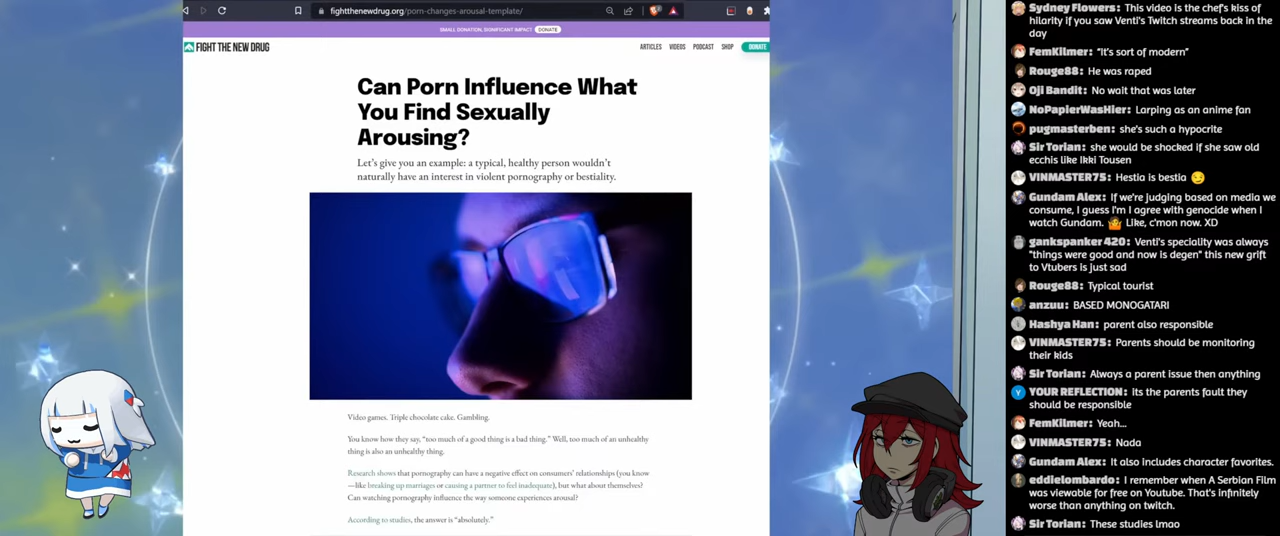 fightthenewdrug.org/porn-changes-arousal-template/
SMALL DONATION, SIGNIFICANT IMPACT DONATE
FIGHT THE NEW DRUG
ARTICLES VIDEOS PODCAST SHOP DONATE
Can Porn Influence What
You Find Sexually
Arousing?
Let's give you an example: a typical, healthy person wouldn't
naturally have an interest in violent pornography or bestiality.
Video games. Triple chocolate cake. Gambling.
You know how they say, "too much of a good thing is a bad thing." Well, too much of an unhealthy
thing is also an unhealthy thing.
Research shows that pornography can have a negative effect on consumers' relationships (you know
—like breaking up marriages or causing a partner to feel inadequate), but what about themselves?
Can watching pornography influence the way someone experiences arousal?
According to studies, the answer is "absolutely."
Sydney Flowers: This video is the chef's kiss of
hilarity if you saw Venti's Twitch streams back in the
day
FemKilmer: "It's sort of modern"
Rouge88: He was raped
Oji Bandit: No wait that was later
NoPapierWasHier: Larping as an anime fan
pugmasterben: she's such a hypocrite
Sir Torian: she would be shocked if she saw old
ecchis like Ikki Tousen
VINMASTER75: Hestia is bestia 😏
Gundam Alex: If we're judging based on media we
consume, I guess I'm I agree with genocide when I
watch Gundam. 🤷 Like, c'mon now. XD
gankspanker 420: Venti's speciality was always
"things were good and now is degen" this new grift
to Vtubers is just sad
Rouge88: Typical tourist
anzuu: BASED MONOGATARI
Hashya Han: parent also responsible
VINMASTER75: Parents should be monitoring
their kids
Sir Torian: Always a parent issue then anything
Y YOUR REFLECTION: its the parents fault they
should be responsible
FemKilmer: Yeah...
VINMASTER75: Nada
Gundam Alex: It also includes character favorites.
eddielombardo: I remember when A Serbian Film
was viewable for free on Youtube. That's infinitely
worse than anything on twitch.
Sir Torian: These studies lmao